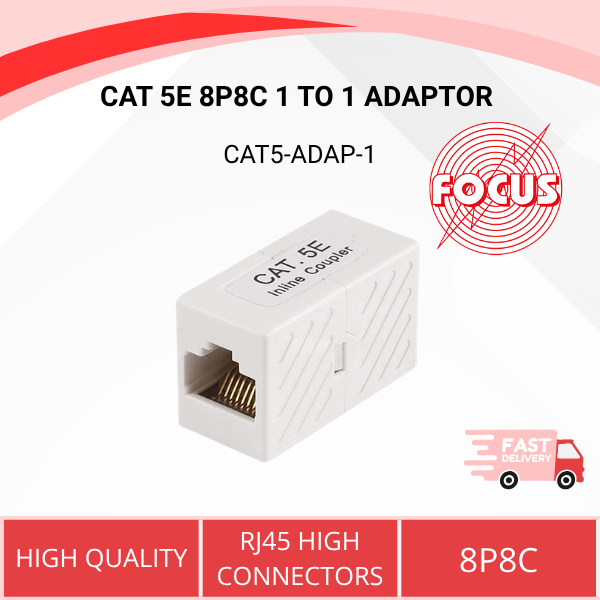 CAT 5E 8P8C 1 TO 1 ADAPTOR
CAT5-ADAP-1
FOCUS
CAT. 5E
Inline Coupler
FAST
DELIVERY
HIGH QUALITY
RJ45 HIGH
CONNECTORS
8P8C